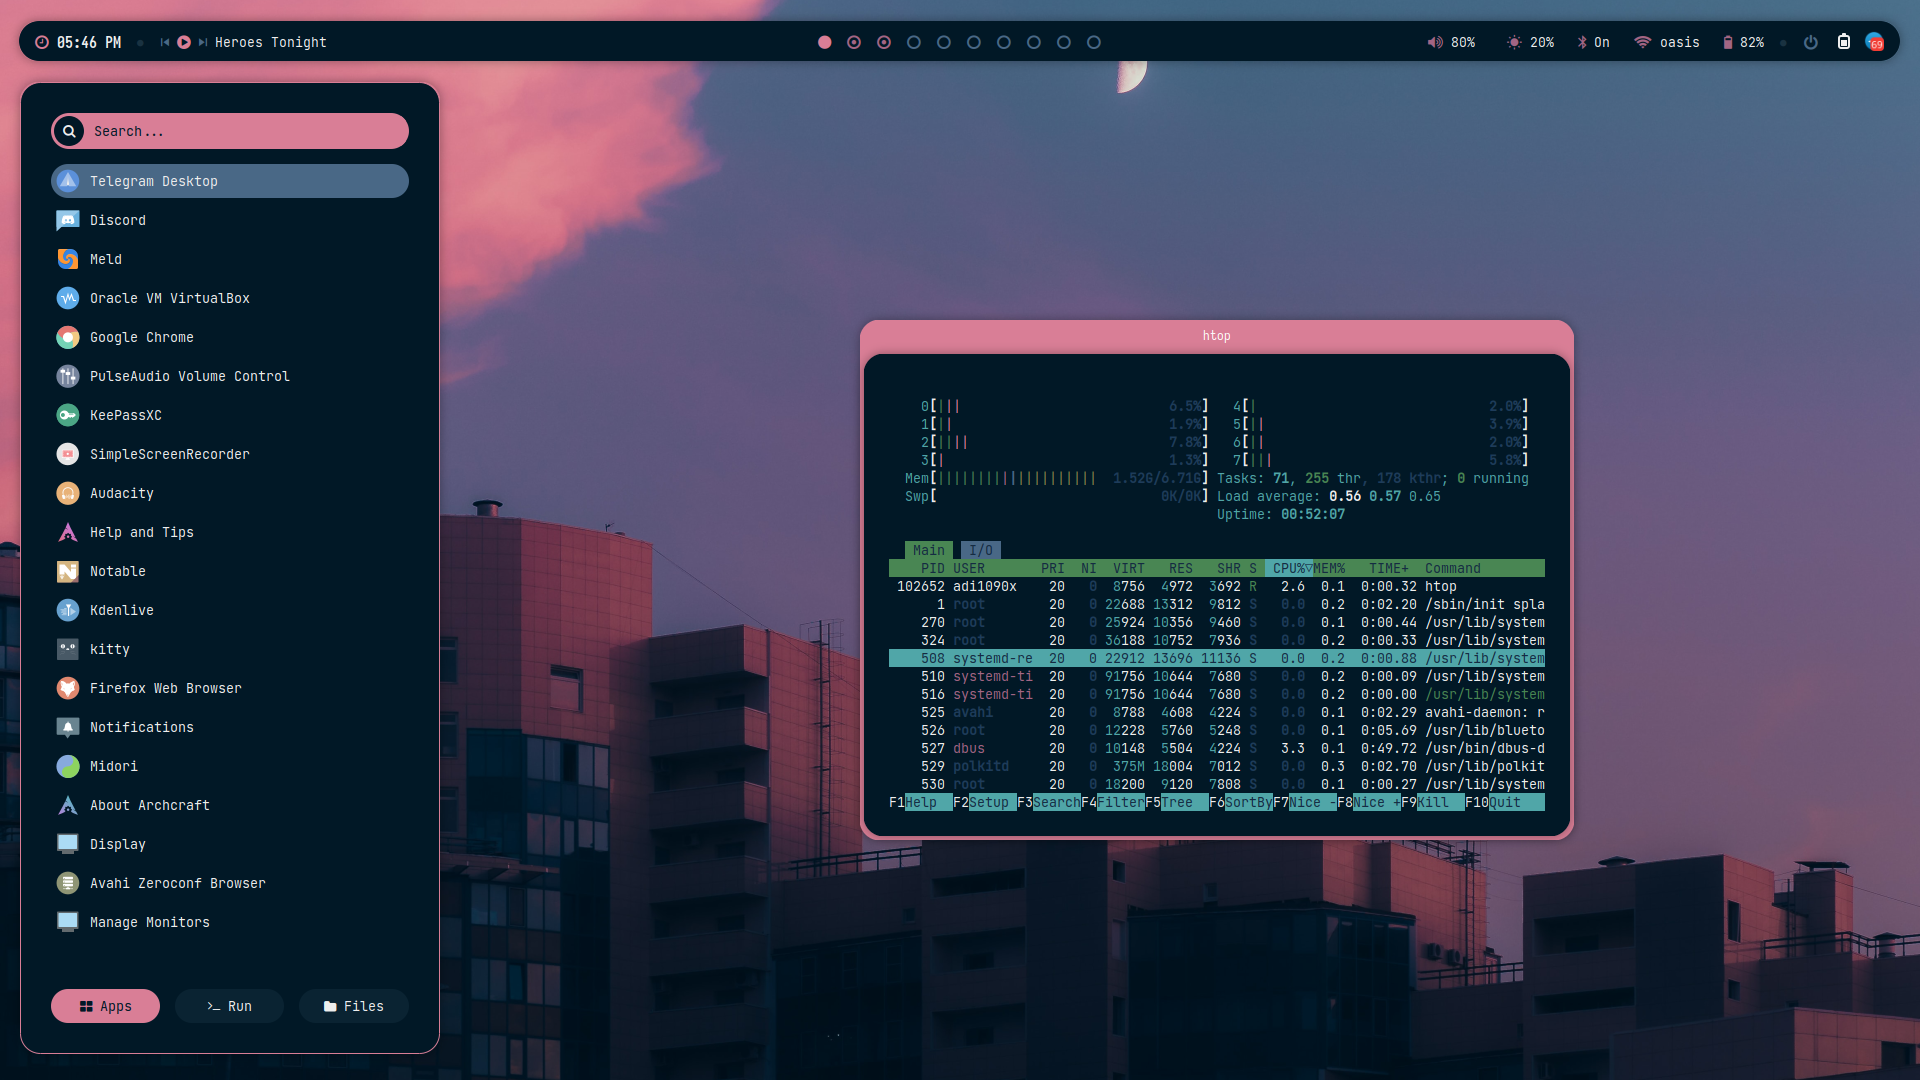 05:46 PM
Heroes Tonight
80%
20%
On
oasis
82%
69
Search...
Telegram Desktop
Discord
Meld
Oracle VM VirtualBox
Google Chrome
PulseAudio Volume Control
KeePassXC
SimpleScreenRecorder
Audacity
Help and Tips
Notable
Kdenlive
kitty
Firefox Web Browser
Notifications
Midori
About Archcraft
Display
Avahi Zeroconf Browser
Manage Monitors
Apps
>_ Run
Files
htop
0[||| 6.5%] 4[| 2.0%]
1[|| 1.9%] 5[|| 3.9%]
2[|||| 7.8%] 6[|| 2.0%]
3[| 1.3%] 7[||| 5.8%]
Mem[|||||||||||||||||||| 1.52G/6.71G] Tasks: 71, 255 thr, 178 kthr; 0 running
Swp[ 0K/0K] Load average: 0.56 0.57 0.65
Uptime: 00:52:07
Main I/O
PID USER PRI NI VIRT RES SHR S CPU%▽MEM% TIME+ Command
102652 adi1090x 20 0 8756 4972 3692 R 2.6 0.1 0:00.32 htop
1 root 20 0 22688 13312 9812 S 0.0 0.2 0:02.20 /sbin/init spla
270 root 20 0 25924 10356 9460 S 0.0 0.1 0:00.44 /usr/lib/system
324 root 20 0 36188 10752 7936 S 0.0 0.2 0:00.33 /usr/lib/system
508 systemd-re 20 0 22912 13696 11136 S 0.0 0.2 0:00.88 /usr/lib/system
510 systemd-ti 20 0 91756 10644 7680 S 0.0 0.2 0:00.09 /usr/lib/system
516 systemd-ti 20 0 91756 10644 7680 S 0.0 0.2 0:00.00 /usr/lib/system
525 avahi 20 0 8788 4608 4224 S 0.0 0.1 0:02.29 avahi-daemon: r
526 root 20 0 12228 5760 5248 S 0.0 0.1 0:05.69 /usr/lib/blueto
527 dbus 20 0 10148 5504 4224 S 3.3 0.1 0:49.72 /usr/bin/dbus-d
529 polkitd 20 0 375M 18004 7012 S 0.0 0.3 0:02.70 /usr/lib/polkit
530 root 20 0 18200 9120 7808 S 0.0 0.1 0:00.27 /usr/lib/system
F1Help F2Setup F3SearchF4FilterF5Tree F6SortByF7Nice -F8Nice +F9Kill F10Quit